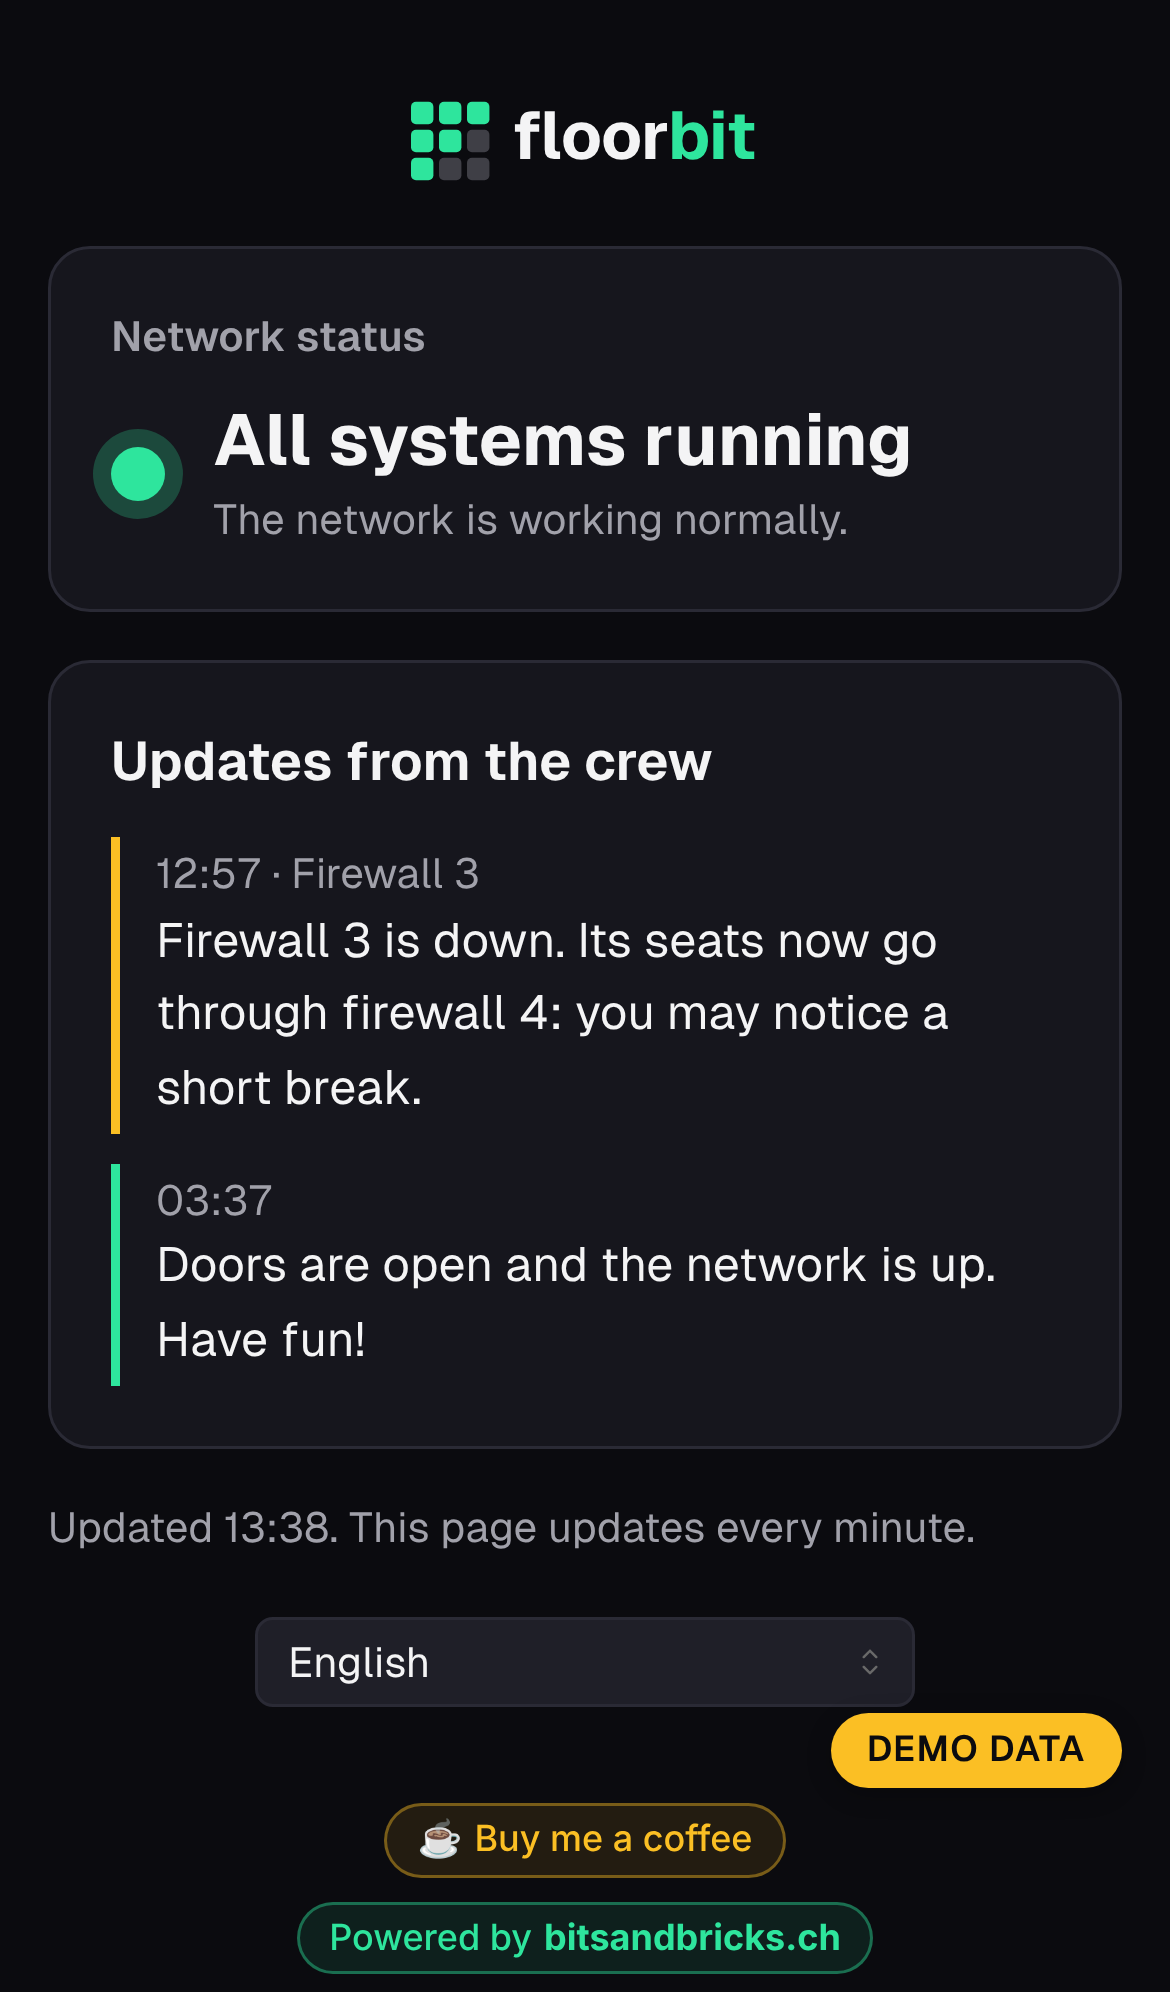 floorbit
Network status
All systems running
The network is working normally.
Updates from the crew
12:57 · Firewall 3
Firewall 3 is down. Its seats now go
through firewall 4: you may notice a
short break.
03:37
Doors are open and the network is up.
Have fun!
Updated 13:38. This page updates every minute.
English
DEMO DATA
☕ Buy me a coffee
Powered by bitsandbricks.ch